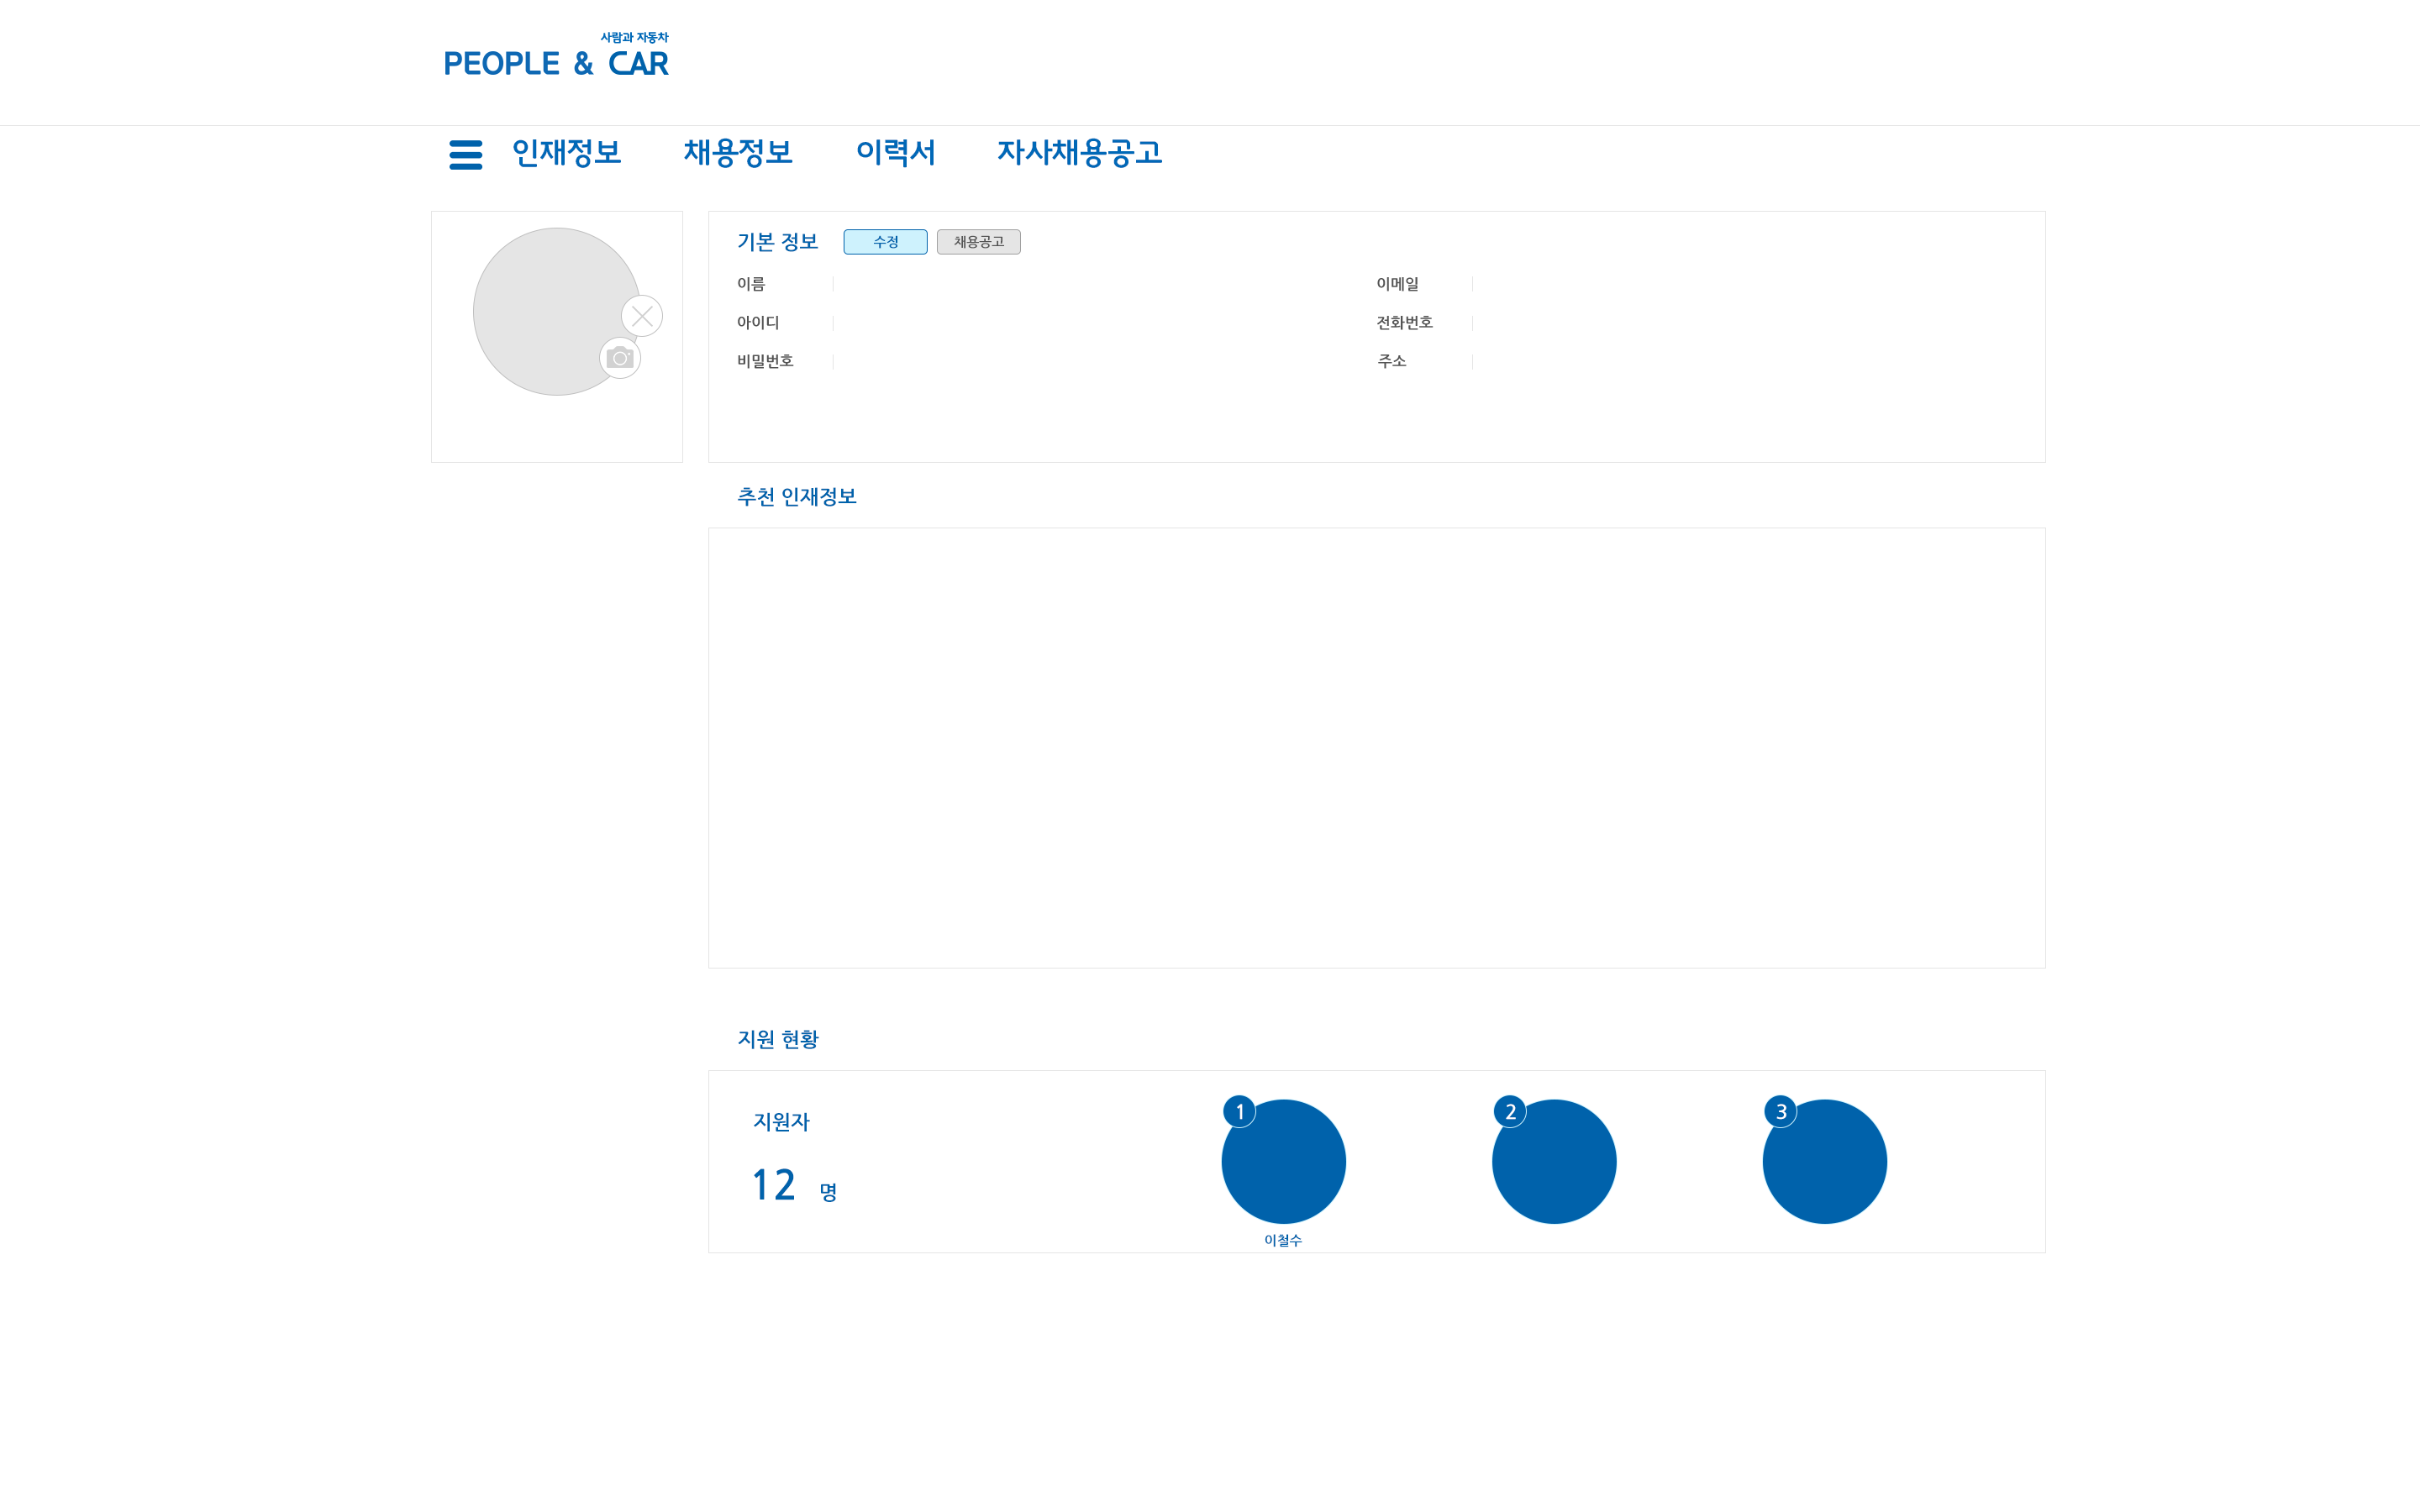 사람과 자동차
PEOPLE & CAR
인재정보 채용정보 이력서 자사채용공고
기본 정보 수정 채용공고
이름 이메일
아이디 전화번호
비밀번호 주소
추천 인재정보
지원 현황
지원자
12 명
1 2 3
이철수